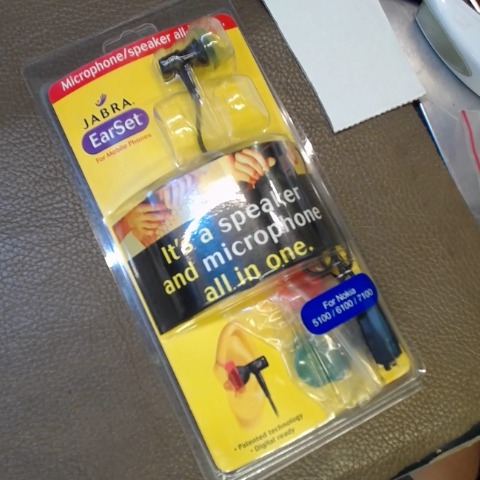 Microphone/speaker all
JABRA
EarSet
For Mobile Phones
It's a speaker
and microphone
all in one.
For Nokia
5100 / 6100 / 7100
• Patented technology
• Digital ready